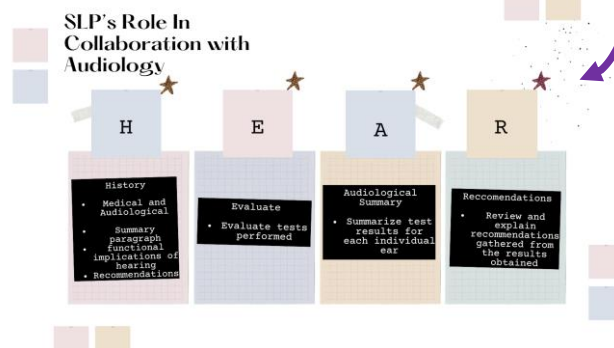 SLP's Role In
Collaboration with
Audiology
H
E
A
R
History
• Medical and
Audiological
• Summary
paragraph
• functional
implications of
hearing
• Recommendations
Evaluate
• Evaluate tests
performed
Audiological
Summary
• Summarize test
results for
each individual
ear
Reccomendations
• Review and
explain
recommendations
gathered from
the results
obtained